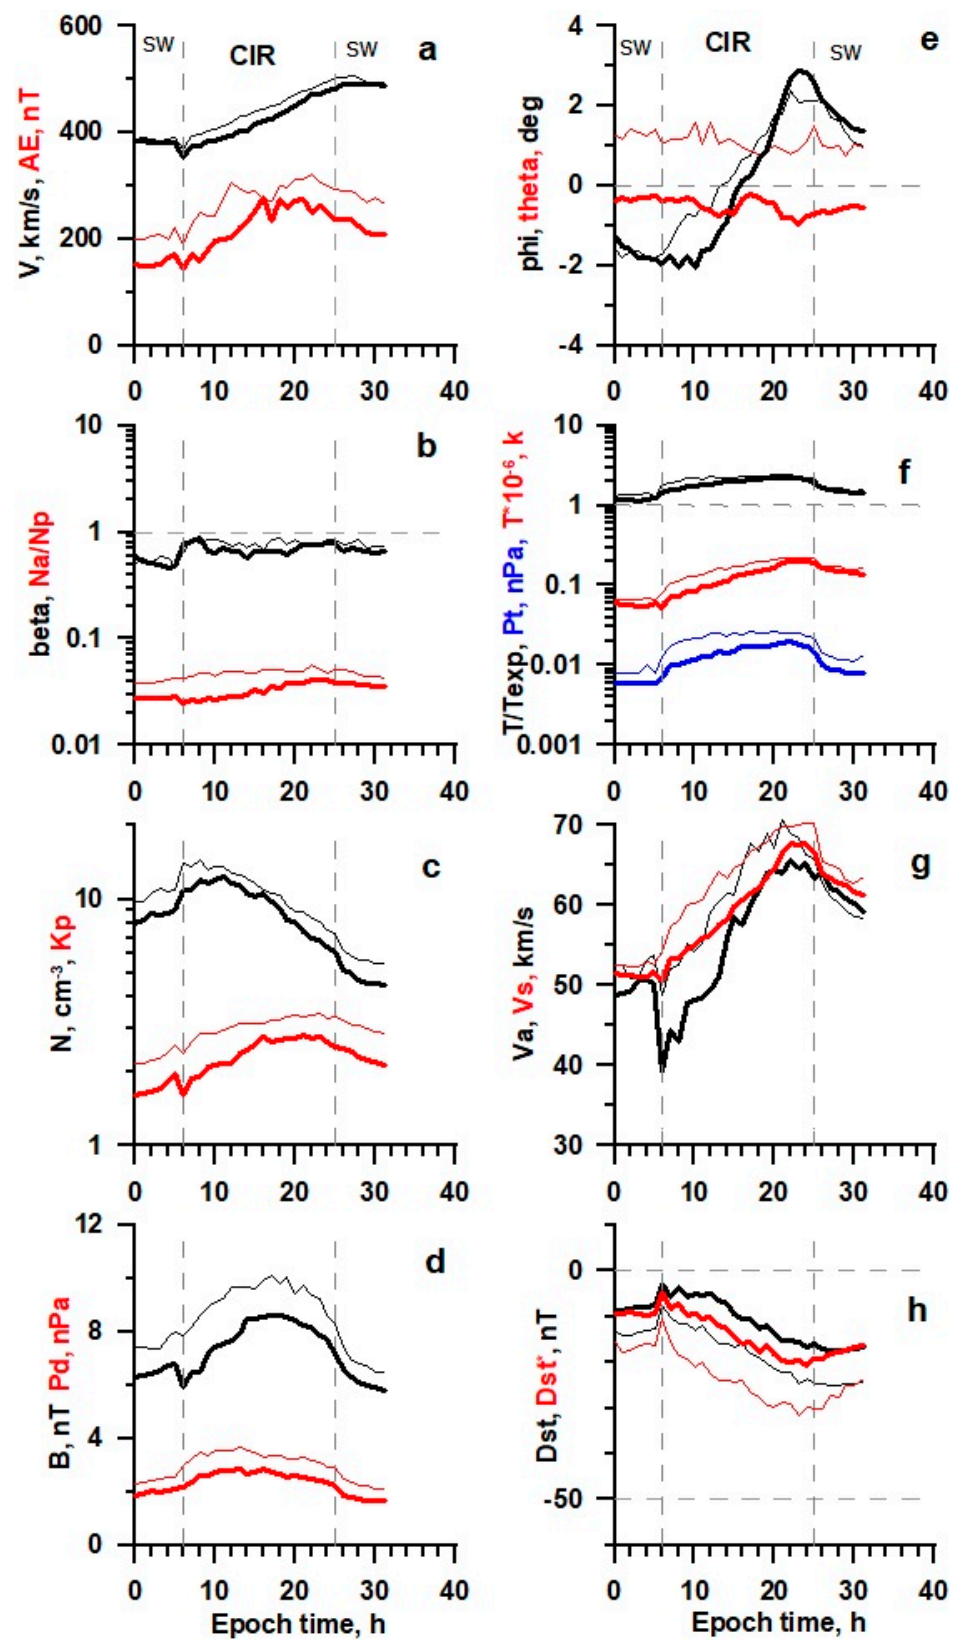 600
SW
CIR
SW
a
400
200
0
V, km/s, AE, nT
0 10 20 30 40
4
SW
CIR
SW
e
2
0
-2
-4
phi, theta, deg
0 10 20 30 40
10
b
1
0.1
0.01
beta, Na/Np
0 10 20 30 40
10
f
1
0.1
0.01
0.001
T/Texp, Pt, nPa, T*10⁻⁶, k
0 10 20 30 40
c
10
1
N, cm⁻³, Kp
0 10 20 30 40
70
g
60
50
40
30
Va, Vs, km/s
0 10 20 30 40
12
d
8
4
0
B, nT Pd, nPa
0 10 20 30 40
Epoch time, h
0
h
-50
Dst, Dst*, nT
0 10 20 30 40
Epoch time, h